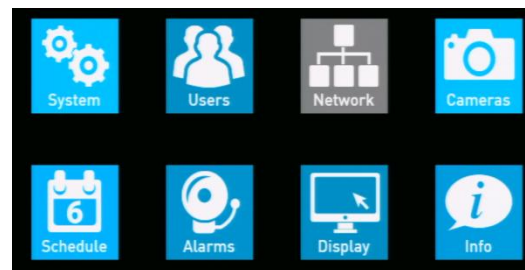 System
Users
Network
Cameras
6
Schedule
Alarms
Display
i
Info